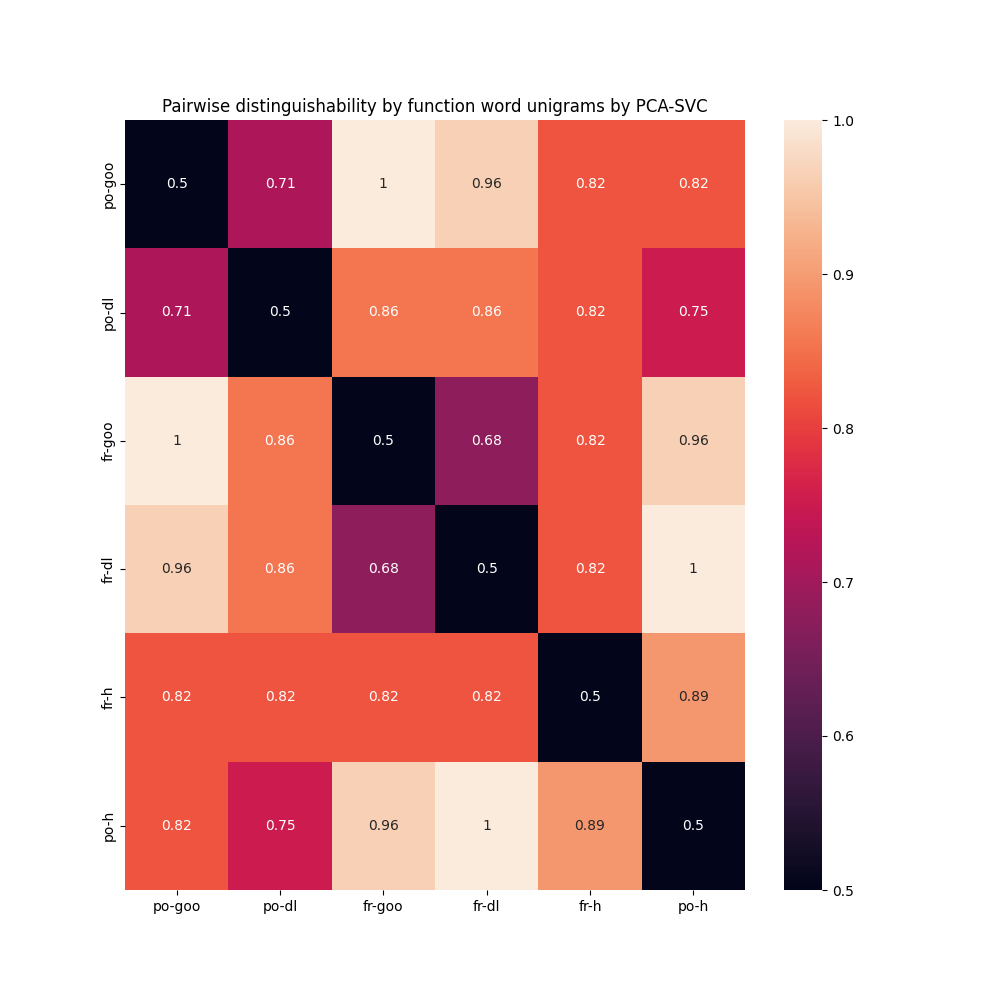 Pairwise distinguishability by function word unigrams by PCA-SVC
po-goo 0.5 0.71 1 0.96 0.82 0.82
po-dl 0.71 0.5 0.86 0.86 0.82 0.75
fr-goo 1 0.86 0.5 0.68 0.82 0.96
fr-dl 0.96 0.86 0.68 0.5 0.82 1
fr-h 0.82 0.82 0.82 0.82 0.5 0.89
po-h 0.82 0.75 0.96 1 0.89 0.5
po-goo po-dl fr-goo fr-dl fr-h po-h
1.0
0.9
0.8
0.7
0.6
0.5